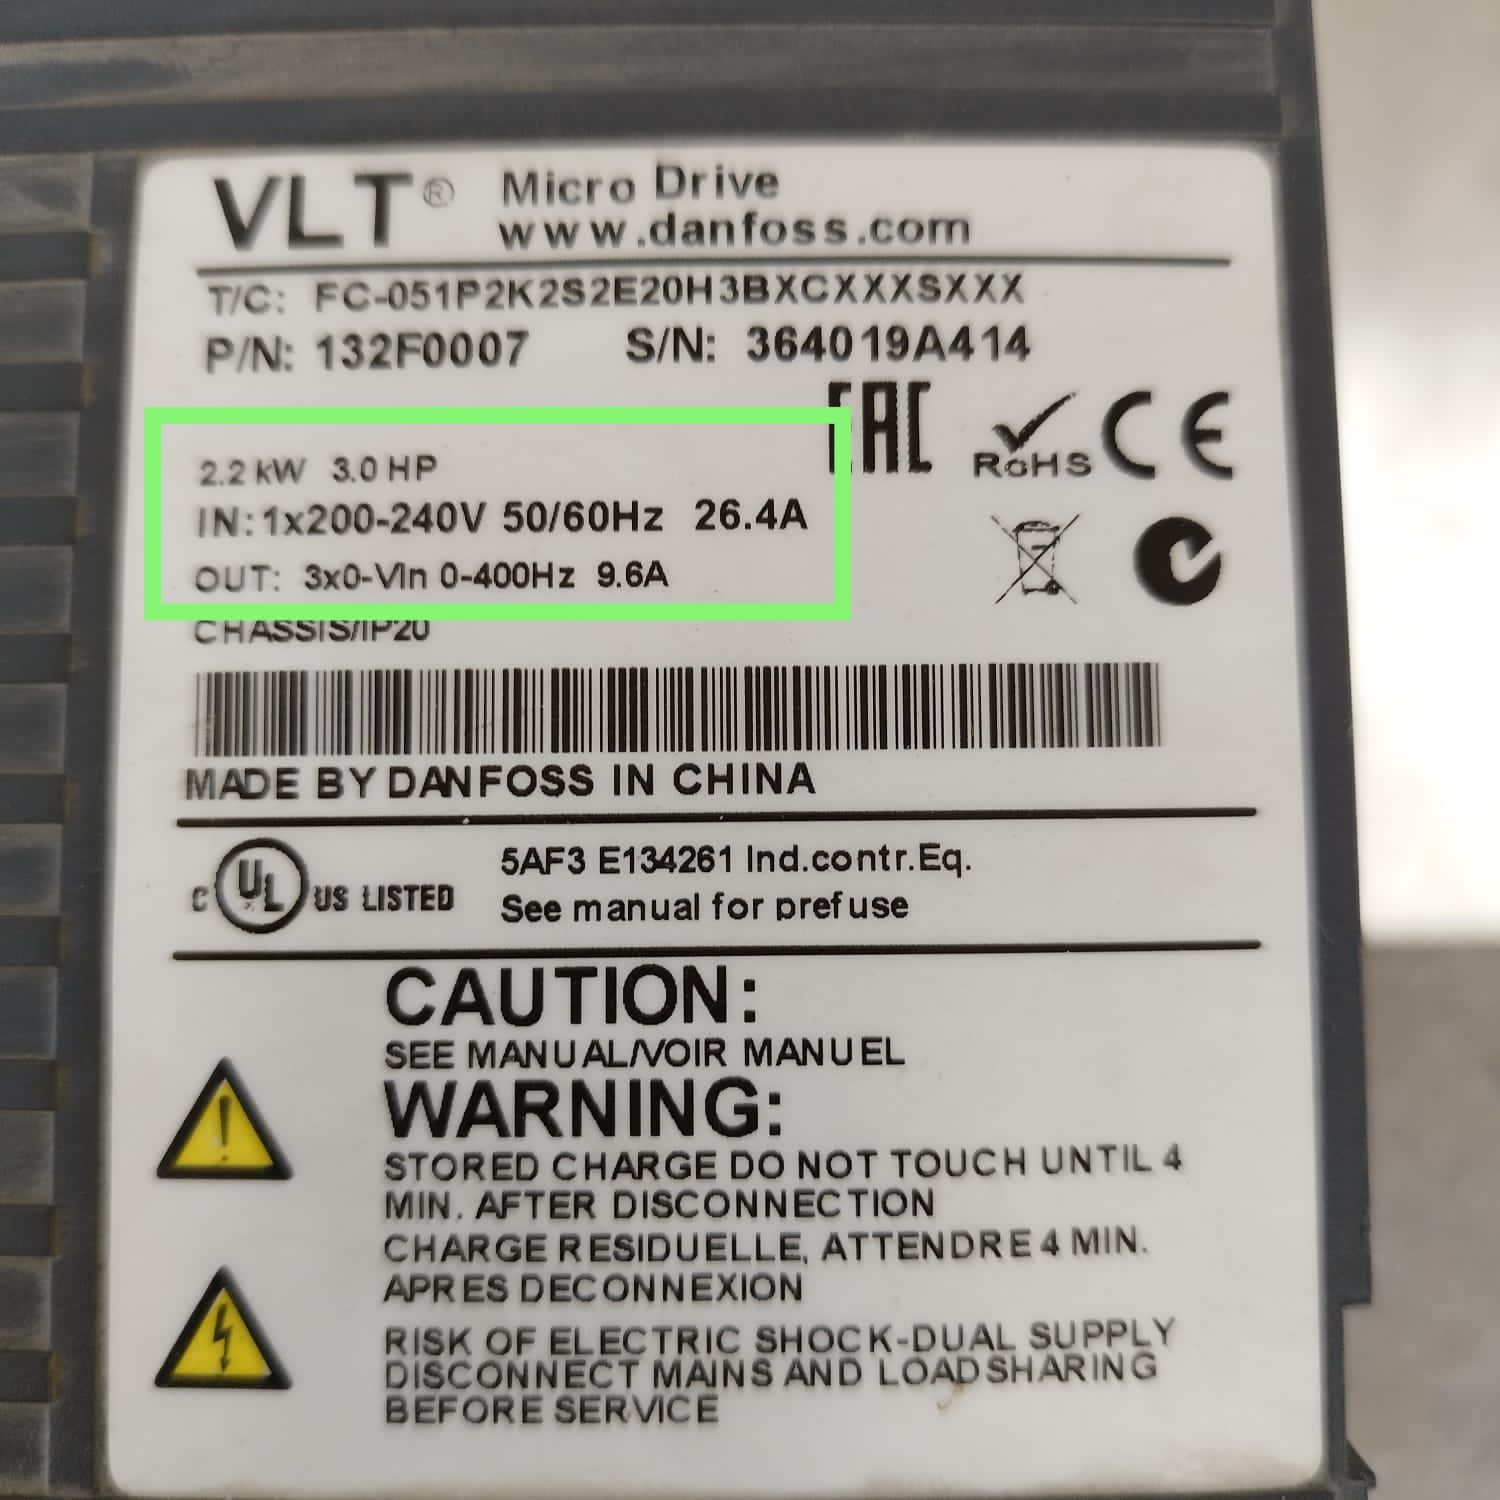 VLT® Micro Drive
www.danfoss.com
T/C: FC-051P2K2S2E20H3BXCXXXSXXX
P/N: 132F0007 S/N: 364019A414
2.2 kW 3.0 HP
IN: 1x200-240V 50/60Hz 26.4A
OUT: 3x0-VIn 0-400Hz 9.6A
CHASSIS/IP20
EAC
RoHS
CE
MADE BY DANFOSS IN CHINA
C UL US LISTED
5AF3 E134261 Ind.contr.Eq.
See manual for prefuse
CAUTION:
SEE MANUAL/VOIR MANUEL
WARNING:
STORED CHARGE DO NOT TOUCH UNTIL 4
MIN. AFTER DISCONNECTION
CHARGE RESIDUELLE, ATTENDRE 4 MIN.
APRES DECONNEXION
RISK OF ELECTRIC SHOCK-DUAL SUPPLY
DISCONNECT MAINS AND LOADSHARING
BEFORE SERVICE